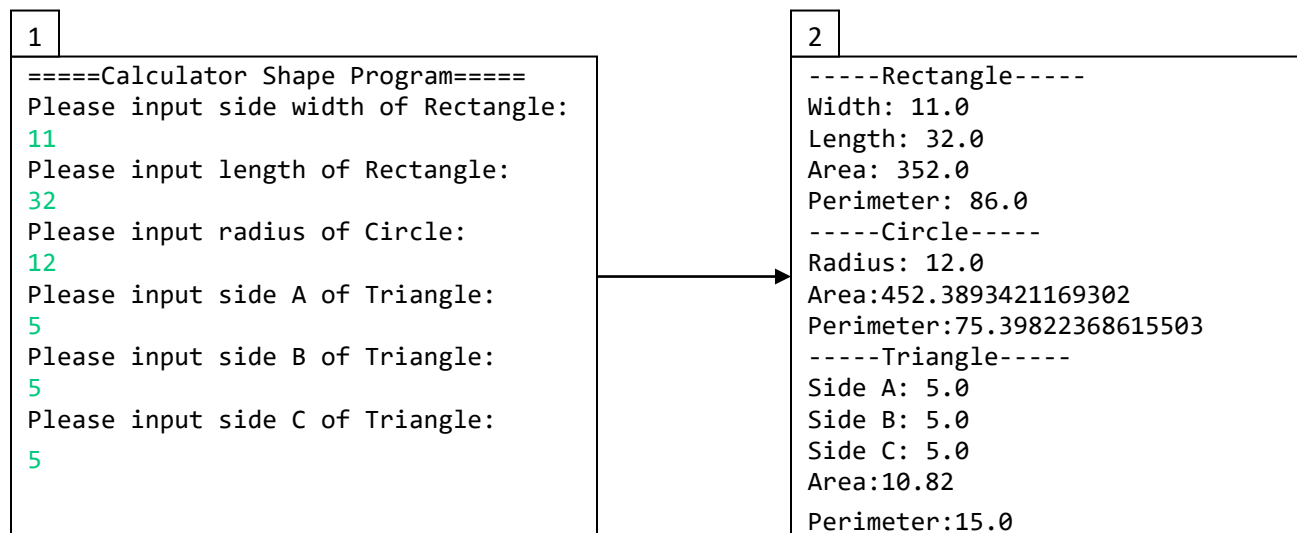 1
=====Calculator Shape Program=====
Please input side width of Rectangle:
11
Please input length of Rectangle:
32
Please input radius of Circle:
12
Please input side A of Triangle:
5
Please input side B of Triangle:
5
Please input side C of Triangle:
5
2
-----Rectangle-----
Width: 11.0
Length: 32.0
Area: 352.0
Perimeter: 86.0
-----Circle-----
Radius: 12.0
Area:452.3893421169302
Perimeter:75.39822368615503
-----Triangle-----
Side A: 5.0
Side B: 5.0
Side C: 5.0
Area:10.82
Perimeter:15.0